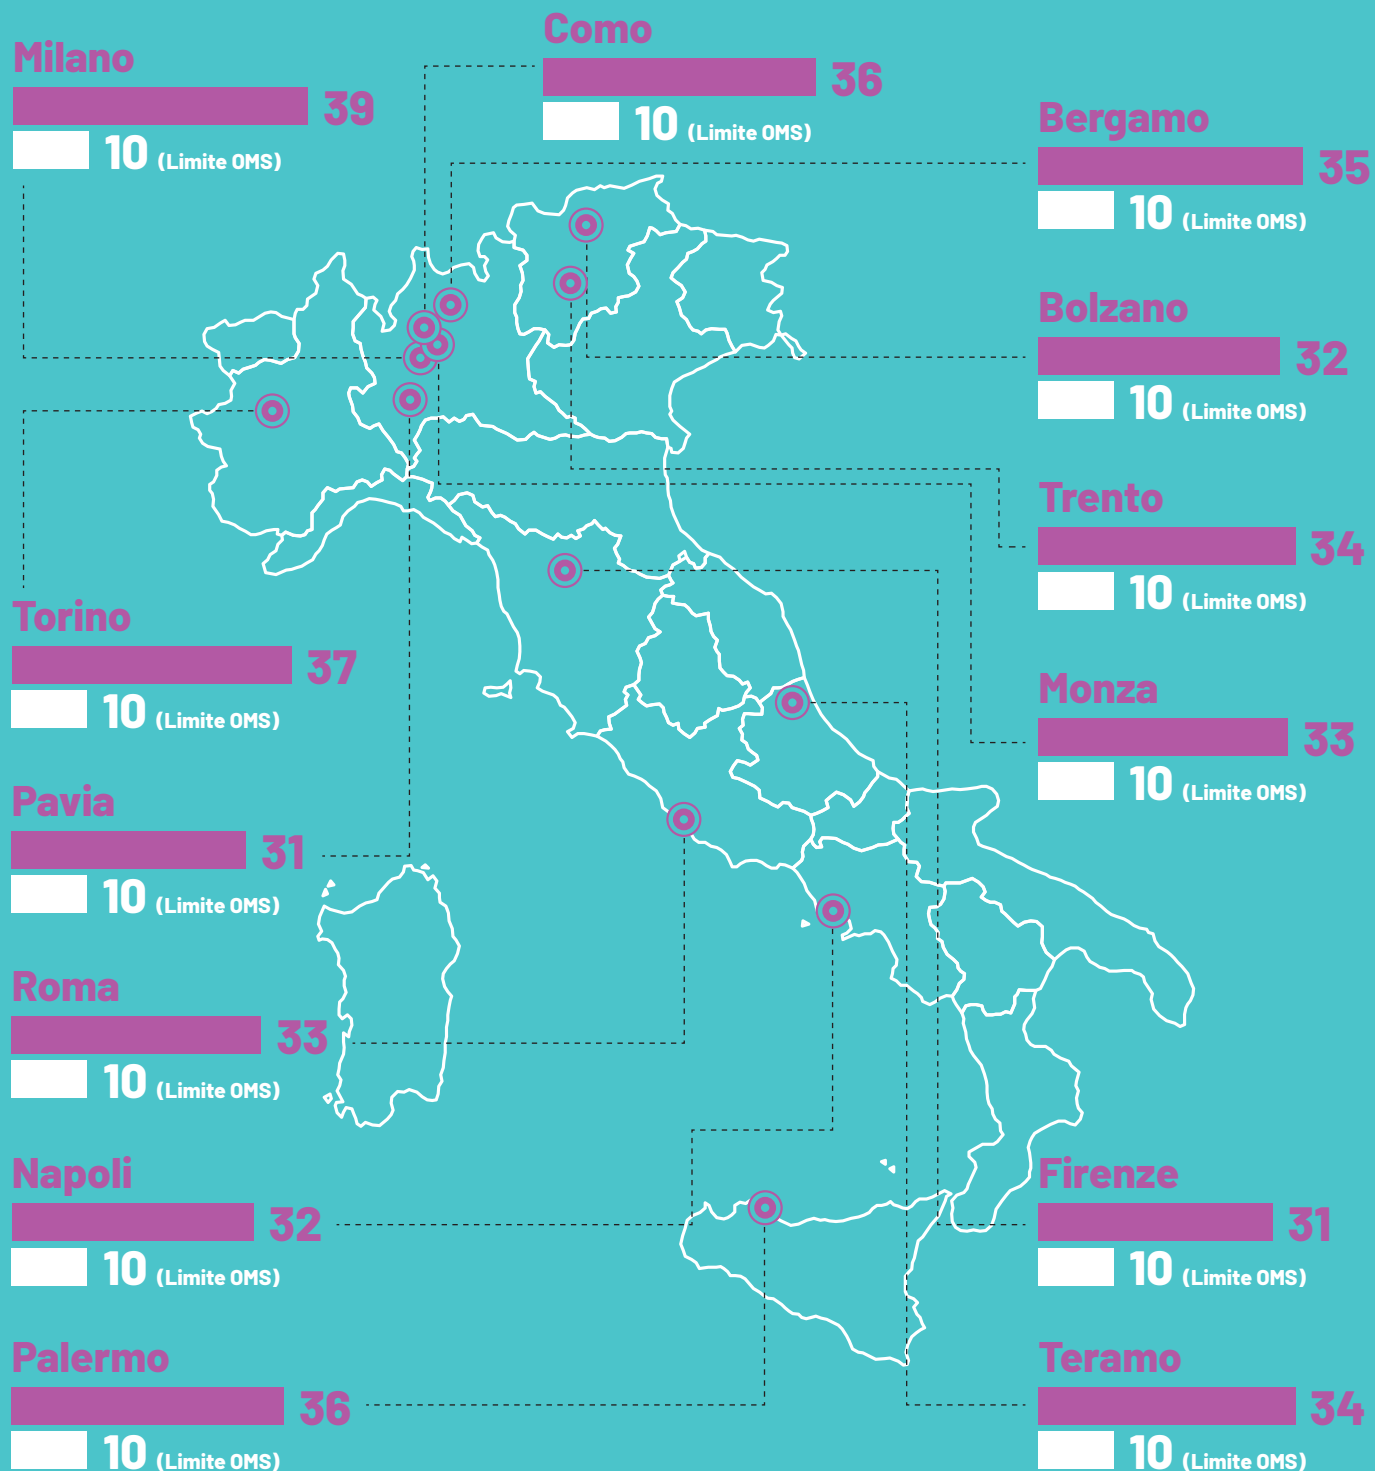 Milano
39
10 (Limite OMS)
Como
36
10 (Limite OMS)
Bergamo
35
10 (Limite OMS)
Bolzano
32
10 (Limite OMS)
Trento
34
10 (Limite OMS)
Monza
33
10 (Limite OMS)
Torino
37
10 (Limite OMS)
Pavia
31
10 (Limite OMS)
Roma
33
10 (Limite OMS)
Napoli
32
10 (Limite OMS)
Palermo
36
10 (Limite OMS)
Firenze
31
10 (Limite OMS)
Teramo
34
10 (Limite OMS)